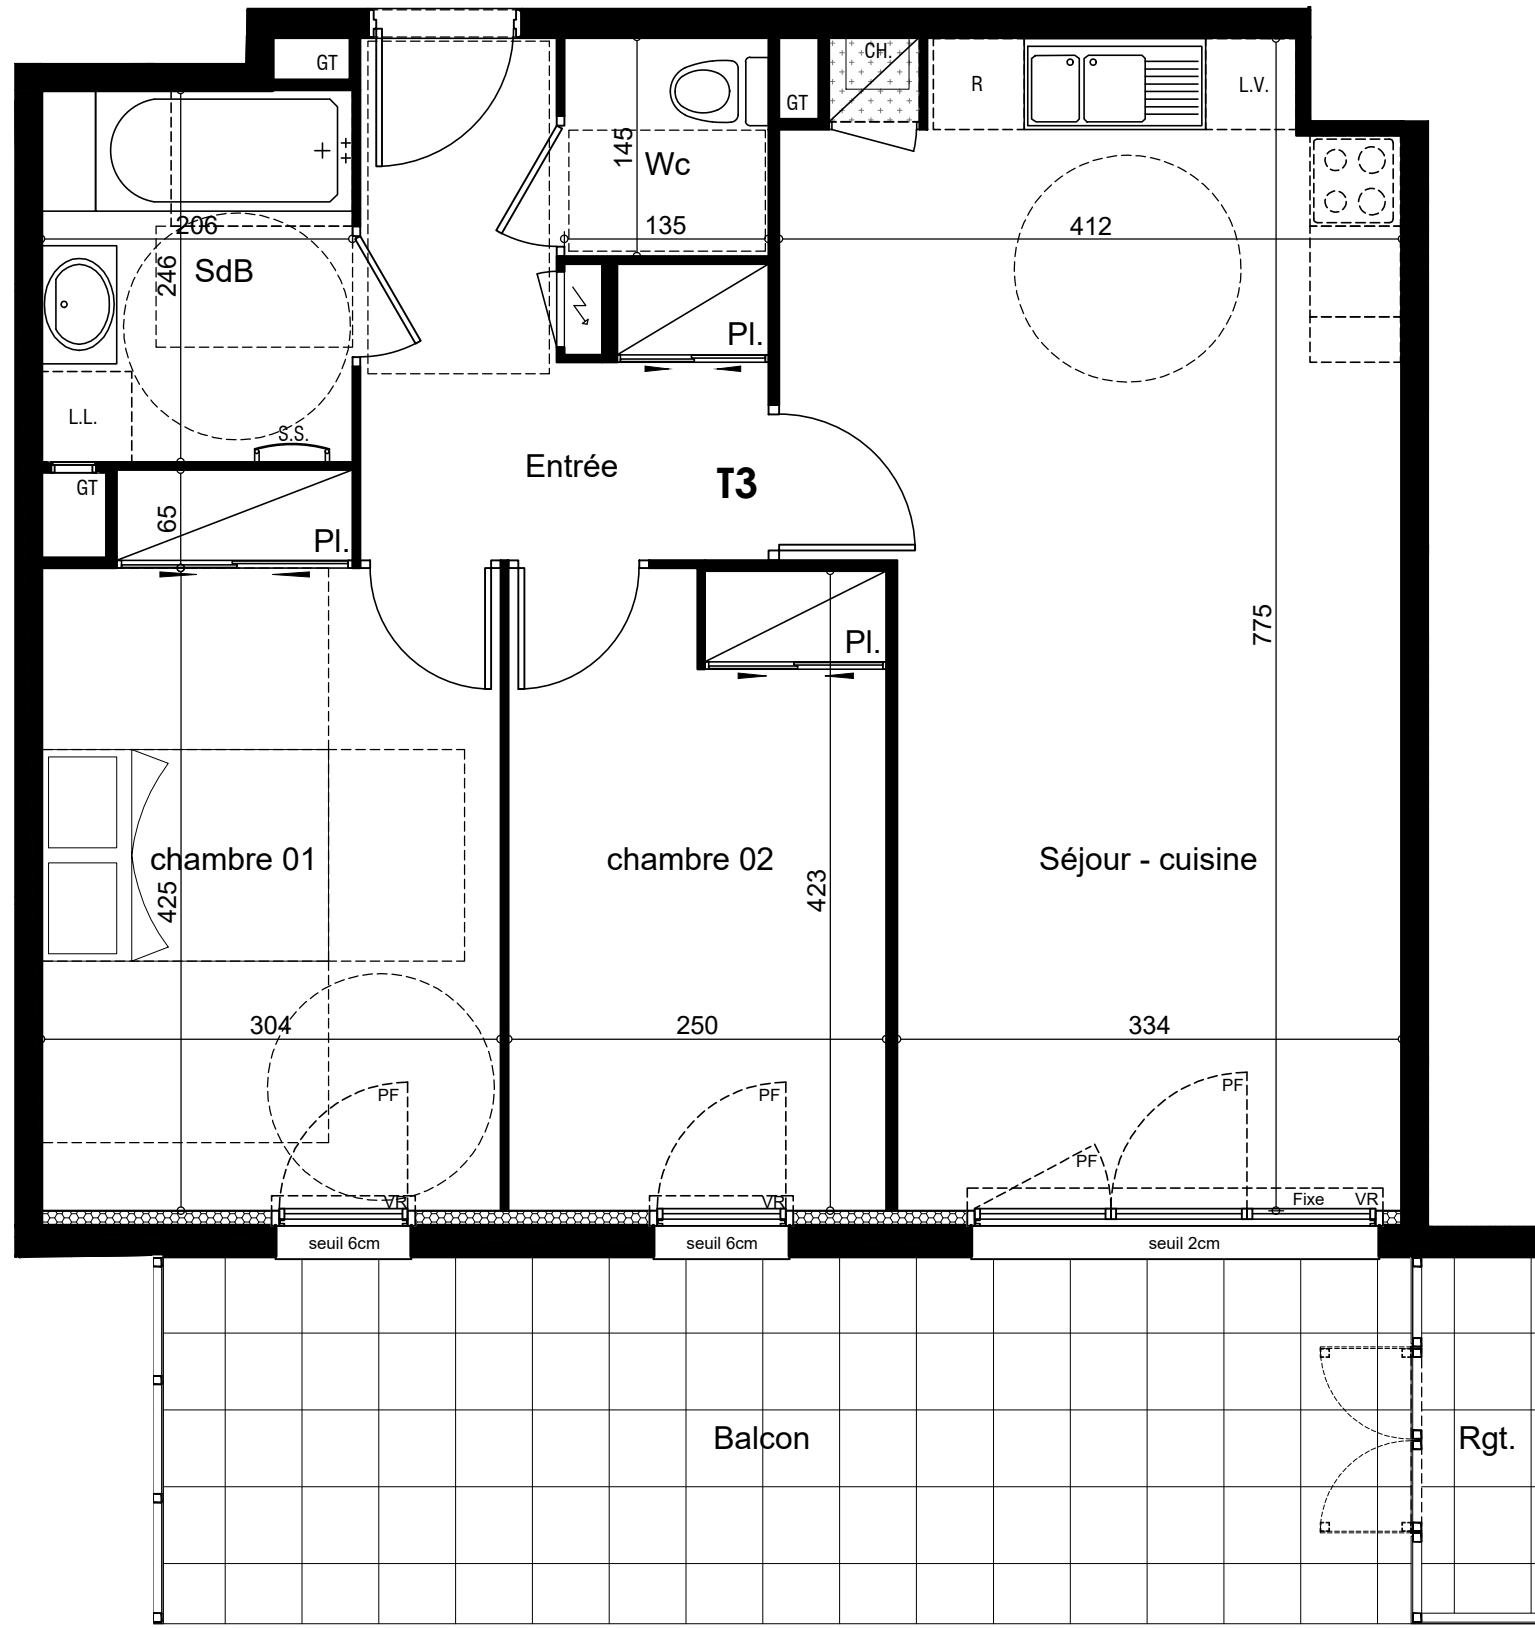 GT
CH.
R
L.V.
GT
145
Wc
206
135
412
246
SdB
Pl.
L.L.
S.S.
Entrée
T3
GT
65
Pl.
775
Pl.
chambre 01
chambre 02
Séjour - cuisine
425
423
304
250
334
PF
PF
PF
PF
VR
VR
Fixe
VR
seuil 6cm
seuil 6cm
seuil 2cm
Balcon
Rgt.